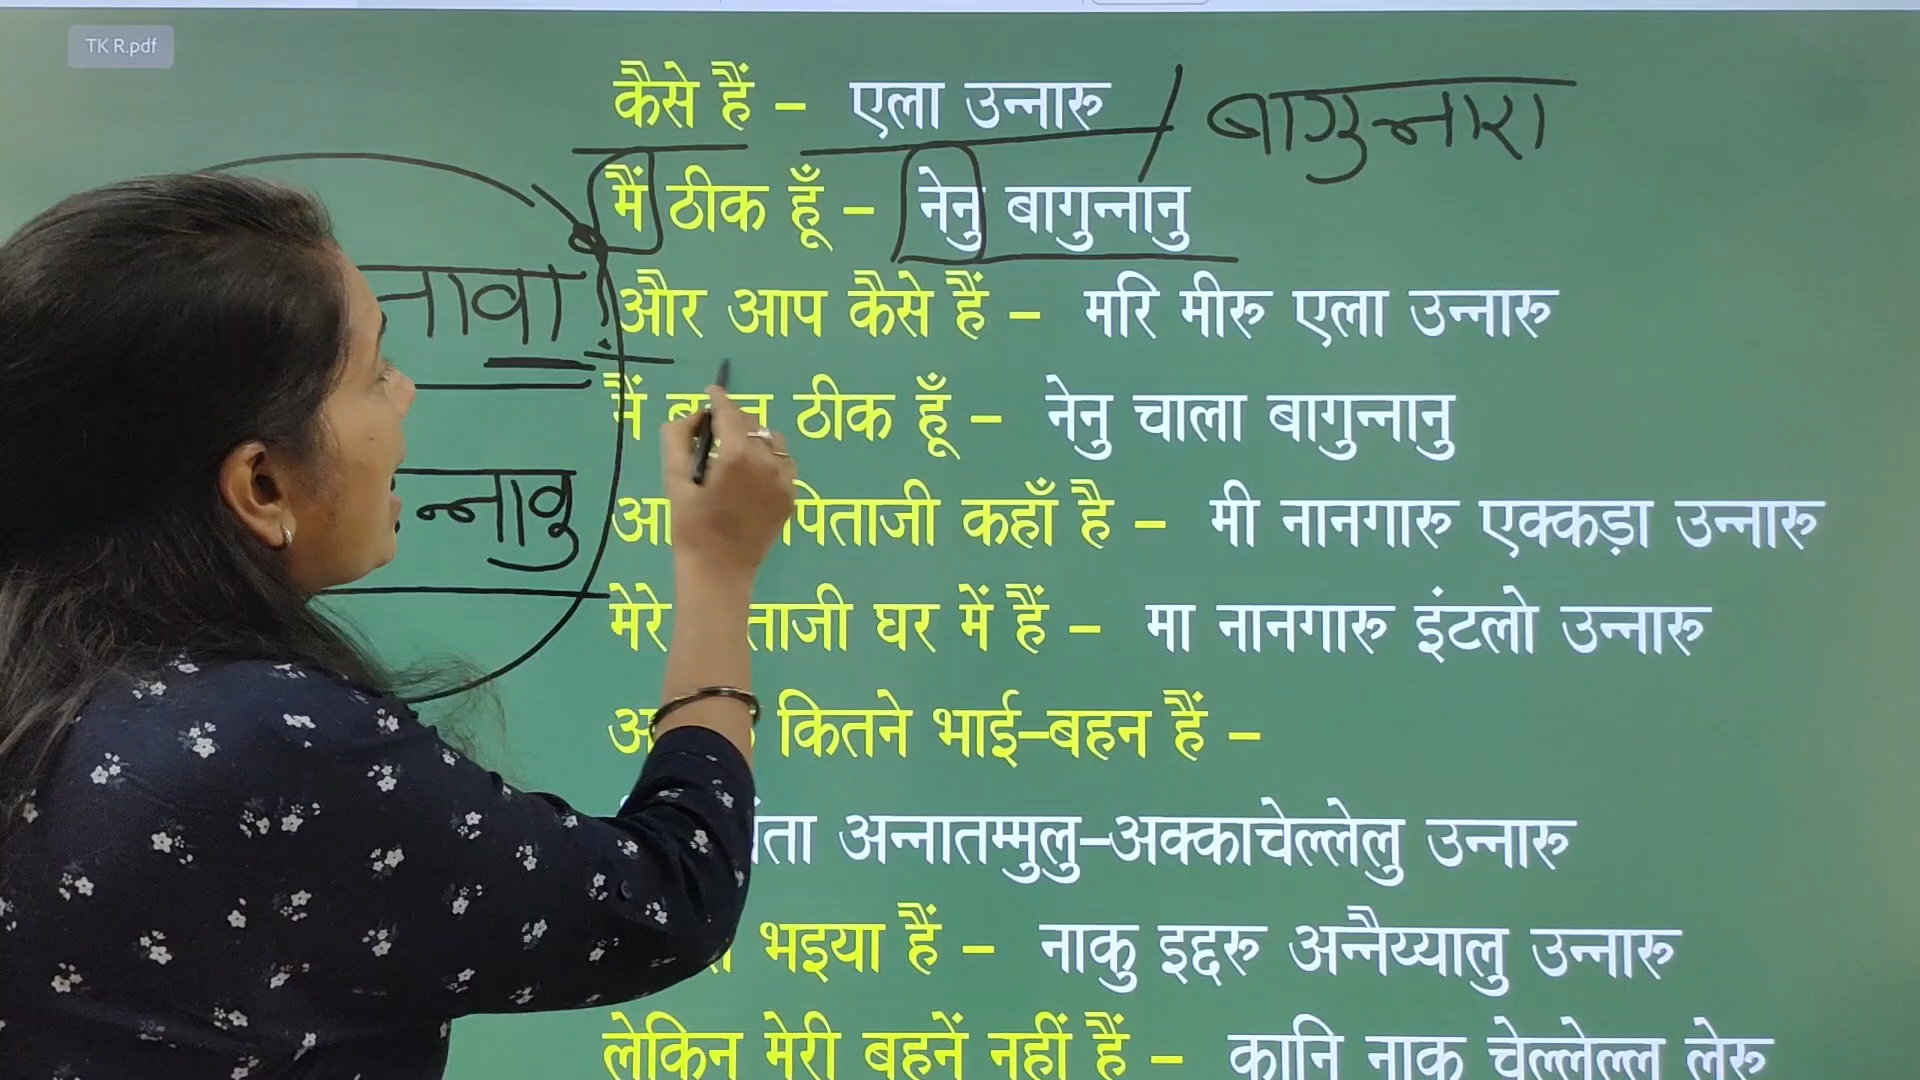 TK R.pdf
कैसे हैं – एला उन्नारु / बागुन्नारा
मैं ठीक हूँ – नेनु बागुन्नानु
नावा
और आप कैसे हैं – मरि मीरु एला उन्नारु
मैं ठीक हूँ – नेनु चाला बागुन्नानु
न्नावु
पिताजी कहाँ है – मी नानगारु एक्कड़ा उन्नारु
मेरे घर में हैं – मा नानगारु इंटलो उन्नारु
कितने भाई–बहन हैं –
अन्नातम्मुलु–अक्काचेल्लेलु उन्नारु
भइया हैं – नाकु इद्दरु अन्नैय्यालु उन्नारु
लेकिन मेरी बहनें नहीं हैं – कानि नाकु चेल्लेल्लु लेरु